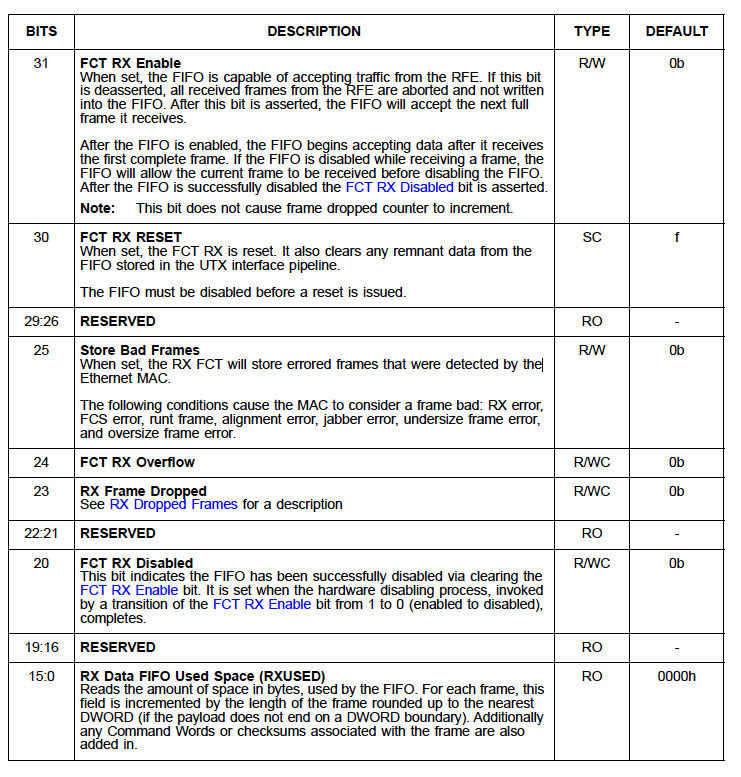 BITS DESCRIPTION TYPE DEFAULT
31 FCT RX Enable R/W 0b
When set, the FIFO is capable of accepting traffic from the RFE. If this bit
is deasserted, all received frames from the RFE are aborted and not written
into the FIFO. After this bit is asserted, the FIFO will accept the next full
frame it receives.
After the FIFO is enabled, the FIFO begins accepting data after it receives
the first complete frame. If the FIFO is disabled while receiving a frame, the
FIFO will allow the current frame to be received before disabling the FIFO.
After the FIFO is successfully disabled the FCT RX Disabled bit is asserted.
Note: This bit does not cause frame dropped counter to increment.
30 FCT RX RESET SC f
When set, the FCT RX is reset. It also clears any remnant data from the
FIFO stored in the UTX interface pipeline.
The FIFO must be disabled before a reset is issued.
29:26 RESERVED RO -
25 Store Bad Frames R/W 0b
When set, the RX FCT will store errored frames that were detected by the
Ethernet MAC.
The following conditions cause the MAC to consider a frame bad: RX error,
FCS error, runt frame, alignment error, jabber error, undersize frame error,
and oversize frame error.
24 FCT RX Overflow R/WC 0b
23 RX Frame Dropped R/WC 0b
See RX Dropped Frames for a description
22:21 RESERVED RO -
20 FCT RX Disabled R/WC 0b
This bit indicates the FIFO has been successfully disabled via clearing the
FCT RX Enable bit. It is set when the hardware disabling process, invoked
by a transition of the FCT RX Enable bit from 1 to 0 (enabled to disabled),
completes.
19:16 RESERVED RO -
15:0 RX Data FIFO Used Space (RXUSED) RO 0000h
Reads the amount of space in bytes, used by the FIFO. For each frame, this
field is incremented by the length of the frame rounded up to the nearest
DWORD (if the payload does not end on a DWORD boundary). Additionally
any Command Words or checksums associated with the frame are also
added in.